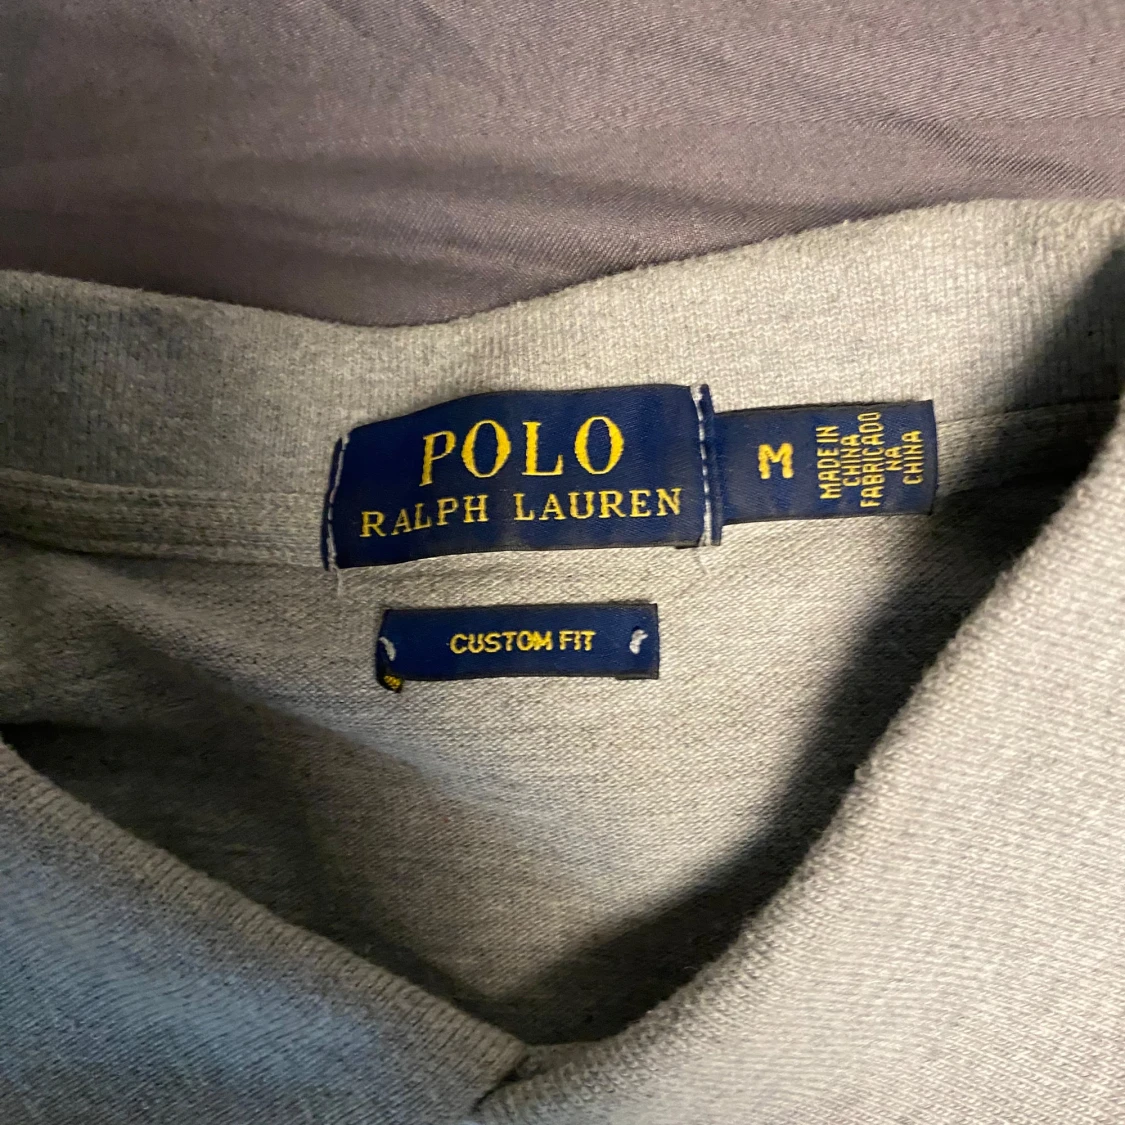 POLO
RALPH LAUREN
M
MADE IN
CHINA
FABRICADO
NA
CHINA
CUSTOM FIT